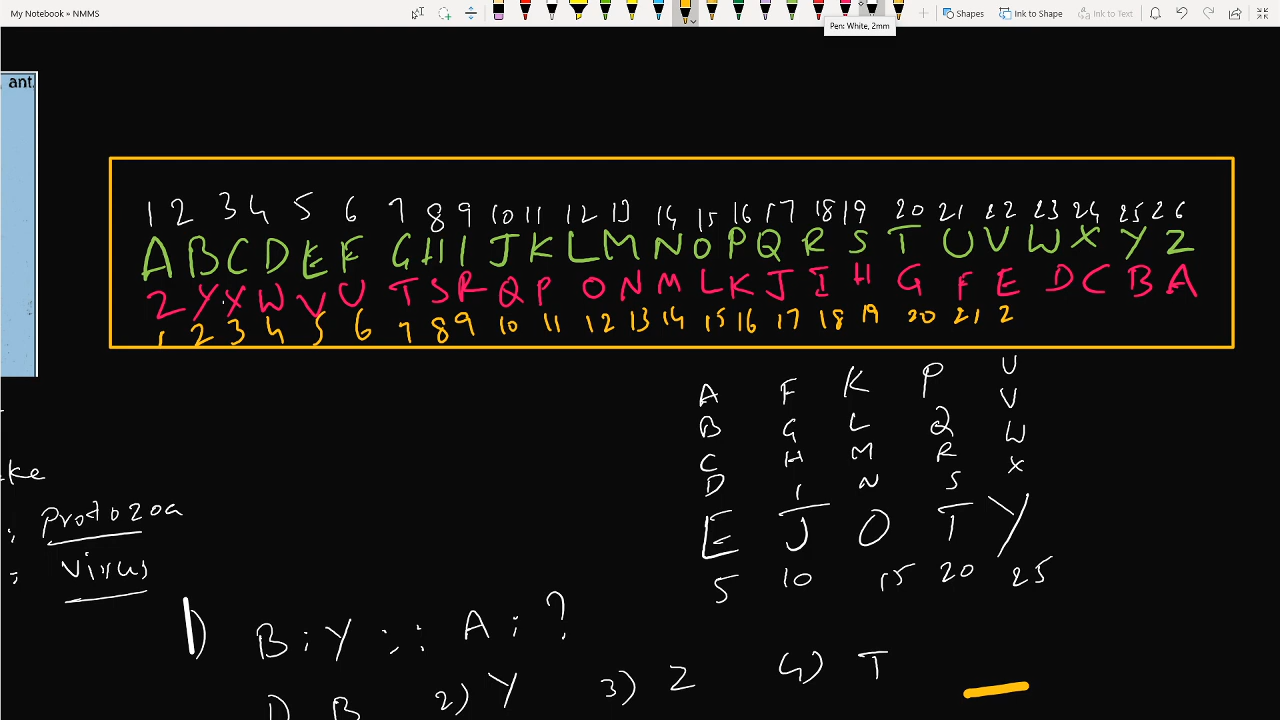 My Notebook » NMMS
Shapes
Ink to Shape
Ink to Text
Pen: White, 2mm
ant,
1 2 3 4 5 6 7 8 9 10 11 12 13 14 15 16 17 18 19 20 21 22 23 24 25 26
A B C D E F G H I J K L M N O P Q R S T U V W X Y Z
Z Y X W V U T S R Q P O N M L K J I H G F E D C B A
1 2 3 4 5 6 7 8 9 10 11 12 13 14 15 16 17 18 19 20 21 2
A F K P U
B G L Q V
C H M R W
D I N S X
E J O T Y
5 10 15 20 25
ke
: Protozoa
= Virus
1) B : Y :: A : ?
1) B 2) Y 3) Z 4) T